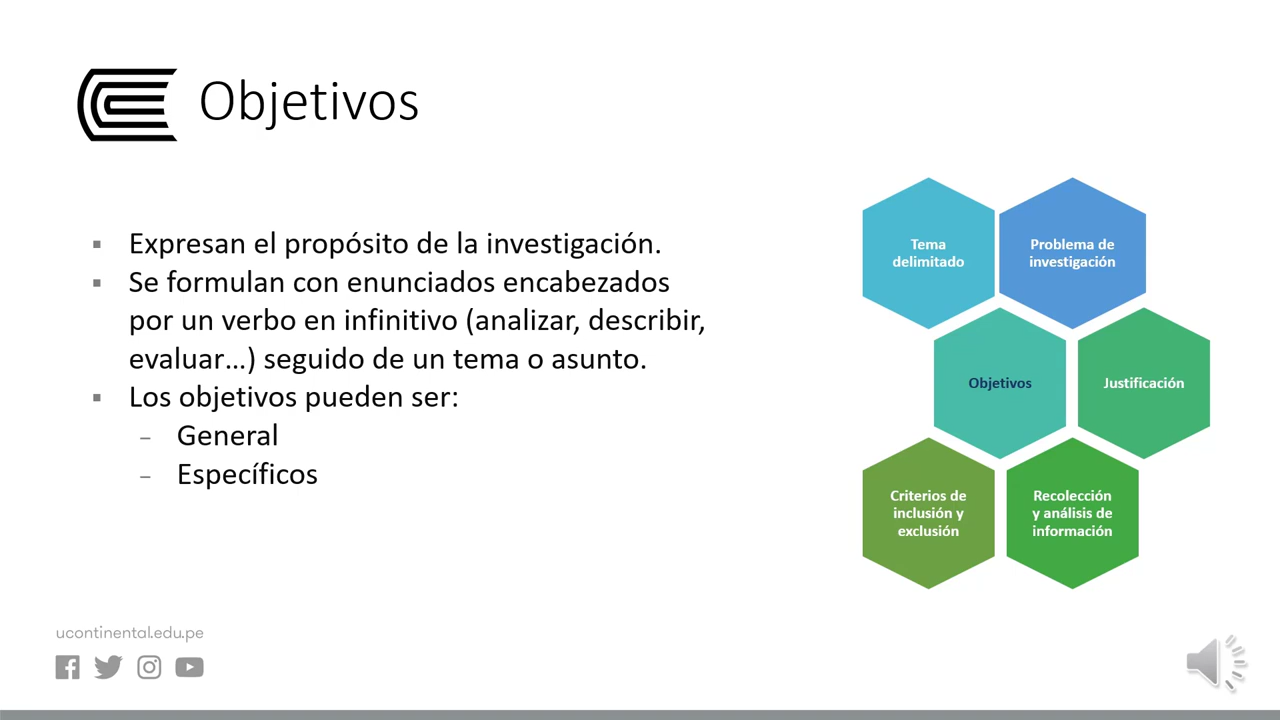 Objetivos
▪ Expresan el propósito de la investigación.
▪ Se formulan con enunciados encabezados
por un verbo en infinitivo (analizar, describir,
evaluar...) seguido de un tema o asunto.
▪ Los objetivos pueden ser:
– General
– Específicos
Tema
delimitado
Problema de
investigación
Objetivos
Justificación
Criterios de
inclusión y
exclusión
Recolección
y análisis de
información
ucontinental.edu.pe